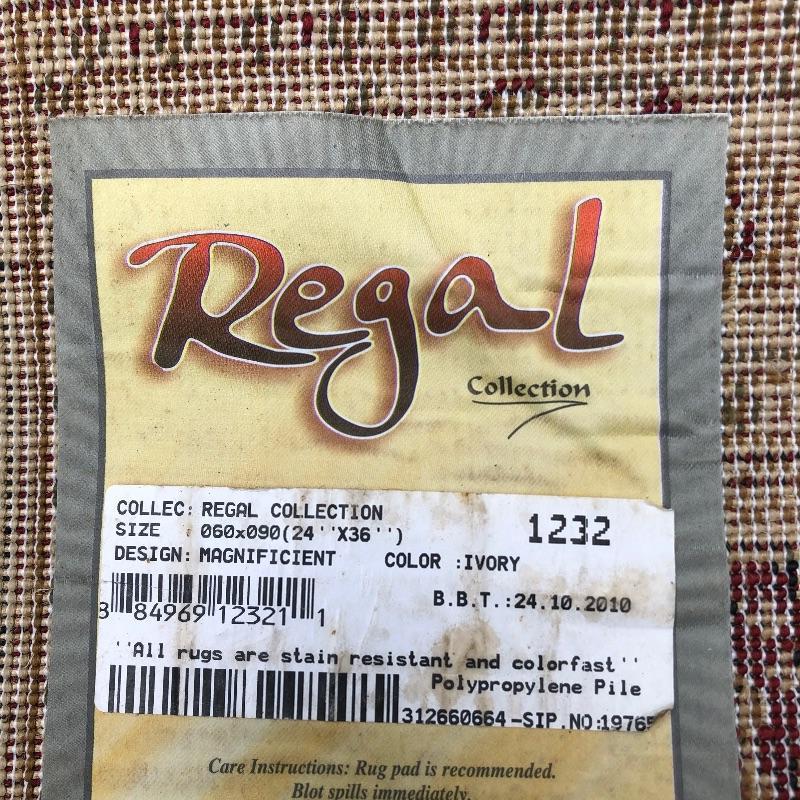 Regal
Collection
COLLEC: REGAL COLLECTION
SIZE : 060x090(24''X36'')
1232
DESIGN: MAGNIFICIENT COLOR :IVORY
B.B.T.:24.10.2010
8 84969 12321 1
''All rugs are stain resistant and colorfast''
Polypropylene Pile
312660664-SIP.NO:19765
Care Instructions: Rug pad is recommended.
Blot spills immediately.